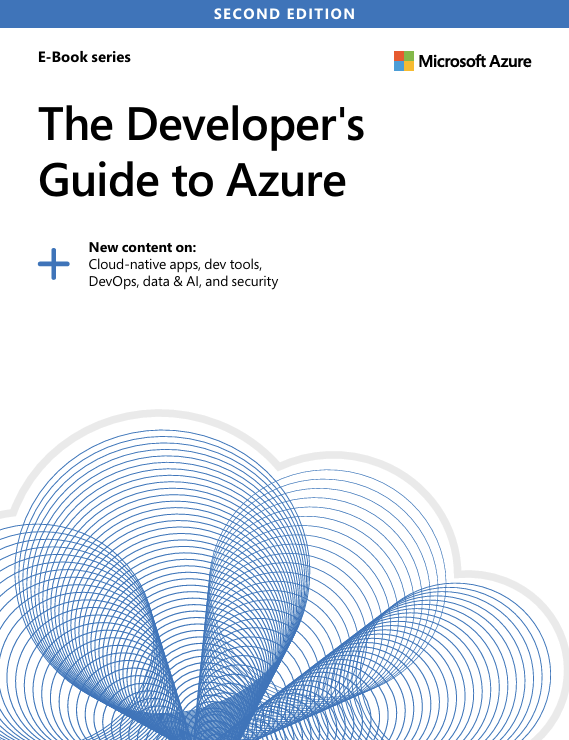 SECOND EDITION
E-Book series
Microsoft Azure
The Developer's
Guide to Azure
New content on:
Cloud-native apps, dev tools,
DevOps, data & AI, and security